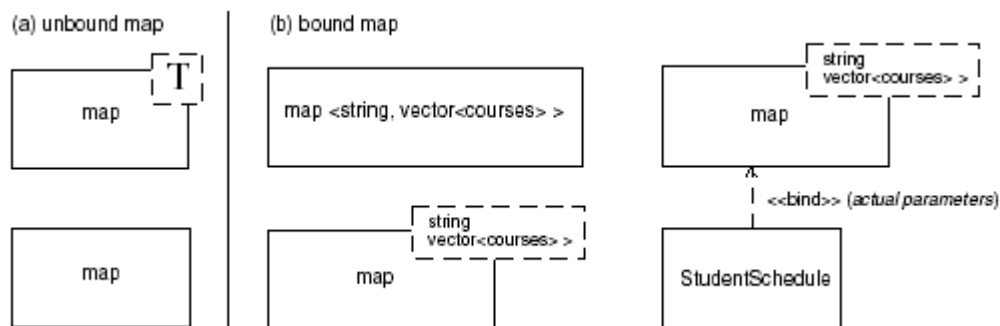 (a) unbound map
(b) bound map
T
map
map <string, vector<courses> >
string
vector<courses> >
map
<<bind>> (actual parameters)
map
string
vector<courses> >
map
StudentSchedule